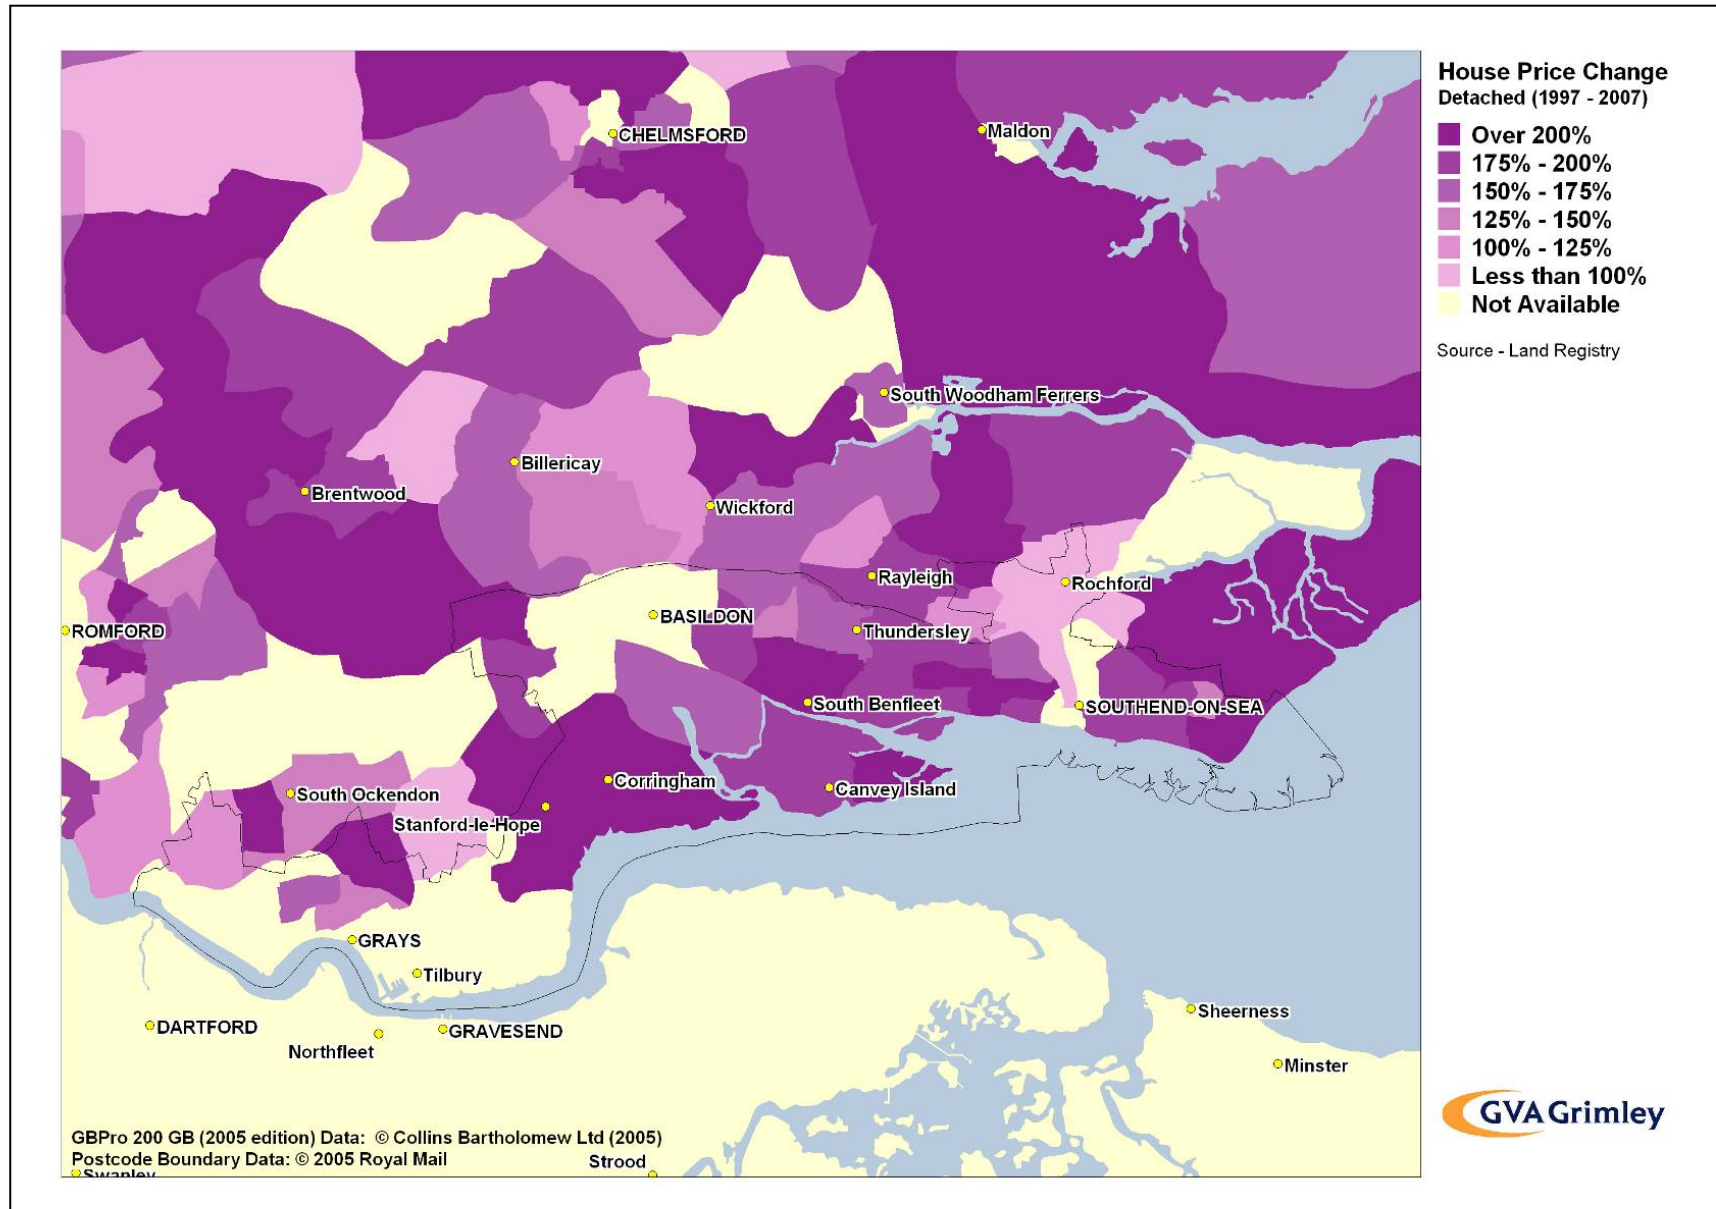 House Price Change
Detached (1997 - 2007)
Over 200%
175% - 200%
150% - 175%
125% - 150%
100% - 125%
Less than 100%
Not Available
Source - Land Registry
CHELMSFORD
Maldon
South Woodham Ferrers
Billericay
Brentwood
Wickford
Rayleigh
Rochford
BASILDON
ROMFORD
Thundersley
South Benfleet
SOUTHEND-ON-SEA
Corringham
Canvey Island
South Ockendon
Stanford-le-Hope
GRAYS
Tilbury
Sheerness
DARTFORD
GRAVESEND
Northfleet
Minster
GVA Grimley
GBPro 200 GB (2005 edition) Data: © Collins Bartholomew Ltd (2005)
Postcode Boundary Data: © 2005 Royal Mail
Strood
Swanley